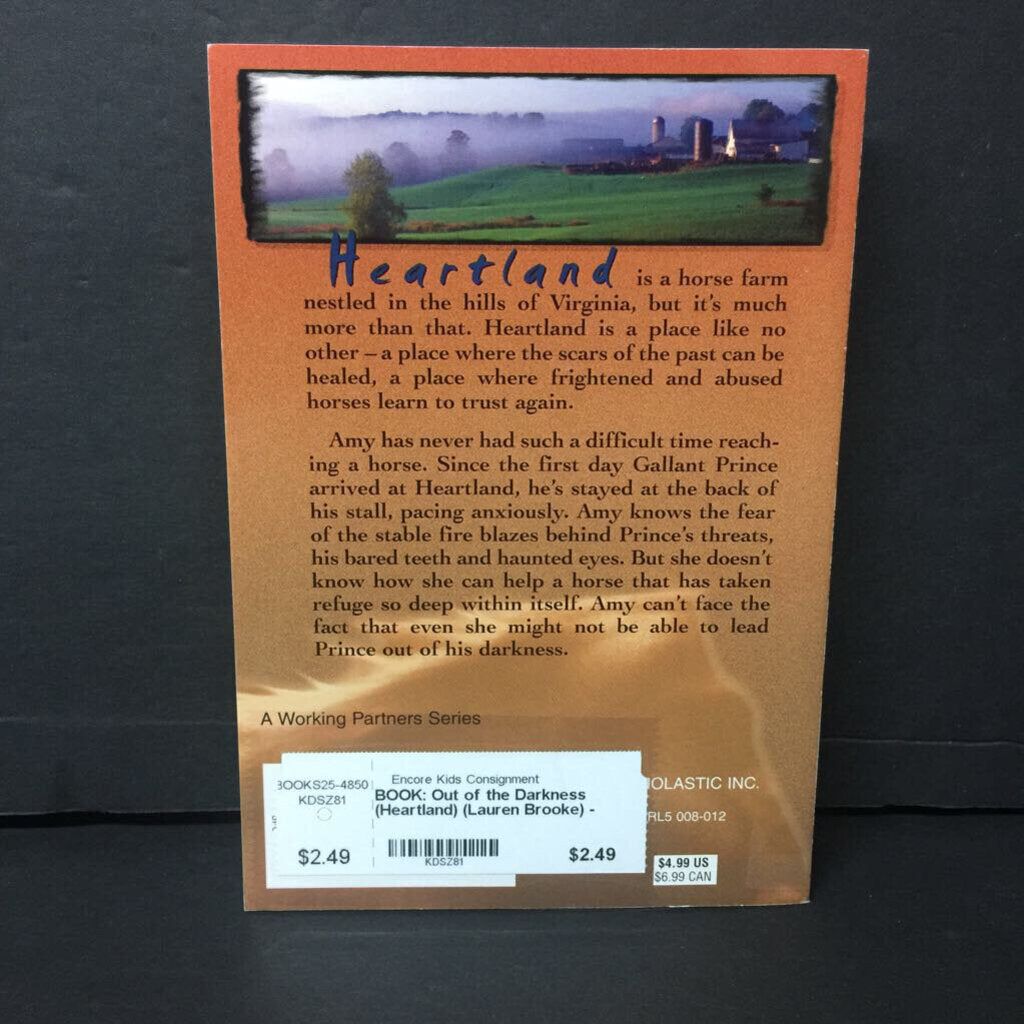 Heartland is a horse farm
nestled in the hills of Virginia, but it's much
more than that. Heartland is a place like no
other – a place where the scars of the past can be
healed, a place where frightened and abused
horses learn to trust again.
Amy has never had such a difficult time reach-
ing a horse. Since the first day Gallant Prince
arrived at Heartland, he's stayed at the back of
his stall, pacing anxiously. Amy knows the fear
of the stable fire blazes behind Prince's threats,
his bared teeth and haunted eyes. But she doesn't
know how she can help a horse that has taken
refuge so deep within itself. Amy can't face the
fact that even she might not be able to lead
Prince out of his darkness.
A Working Partners Series
OLASTIC INC.
RL5 008-012
$4.99 US
$6.99 CAN
BOOKS25-4850
KDSZ81
$2.49
Encore Kids Consignment
BOOK: Out of the Darkness
(Heartland) (Lauren Brooke) -
KDSZ81
$2.49